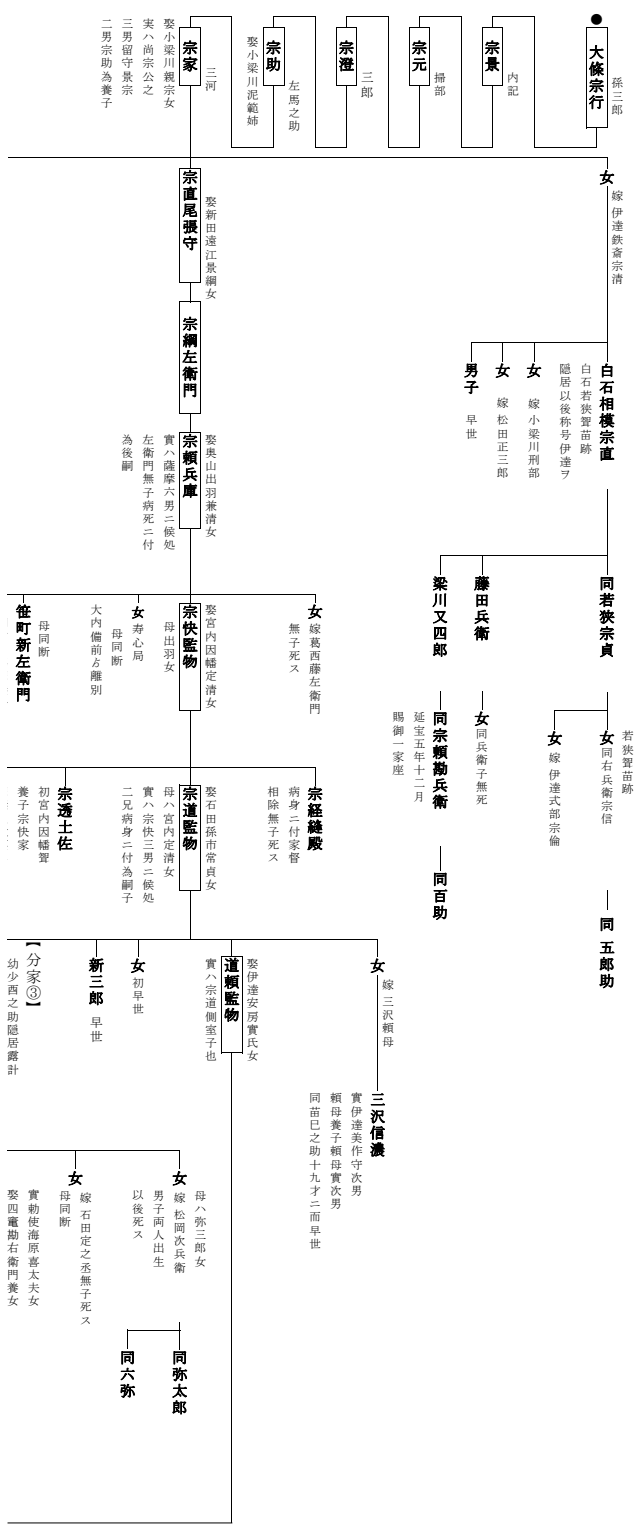 ●
大條宗行
孫三郎
宗景
内記
宗元
掃部
宗澄
三郎
宗助
左馬之助
娶小梁川泥範姉
宗家
三河
娶小梁川親宗女
実ハ尚宗公之
三男留守景宗
二男宗助為養子
女
嫁 伊達鉄斎宗清
宗直尾張守
娶新田遠江景綱女
宗綱左衛門
白石相模宗直
白石若狭聟苗跡
隠居以後称号伊達ヲ
女
嫁 小梁川刑部
女
嫁 松田正三郎
男子
早世
宗頼兵庫
娶奥山出羽兼清女
實ハ薩摩六男ニ候処
左衛門無子病死ニ付
為後嗣
同若狭宗貞
藤田兵衛
梁川又四郎
女
嫁葛西藤左衛門
無子死ス
宗快監物
娶宮内因幡定清女
母出羽女
女
寿心局
母同断
大内備前ゟ離別
笹町新左衛門
母同断
若狭聟苗跡
女
同右兵衛宗信
女
嫁 伊達式部宗倫
女
同兵衛子無死
同宗頼勘兵衛
延宝五年十二月
賜御一家座
宗経縫殿
病身ニ付家督
相除無子死ス
宗道監物
娶石田孫市常貞女
母ハ宮内定清女
實ハ宗快三男ニ候処
二兄病身ニ付為嗣子
宗透土佐
初宮内因幡聟
養子宗快家
同 五郎助
同百助
女
嫁 三沢頼母
道頼監物
娶伊達安房實氏女
實ハ宗道側室子也
女
初早世
新三郎
早世
【分家③】
幼少酉之助隠居露計
三沢信濃
實伊達美作守次男
頼母養子頼母實次男
同苗巳之助十九才ニ而早世
女
母ハ弥三郎女
嫁 松岡次兵衛
男子両人出生
以後死ス
女
嫁 石田定之丞無子死ス
母同断
實勅使海原喜太夫女
娶四竃勘右衛門養女
同弥太郎
同六弥